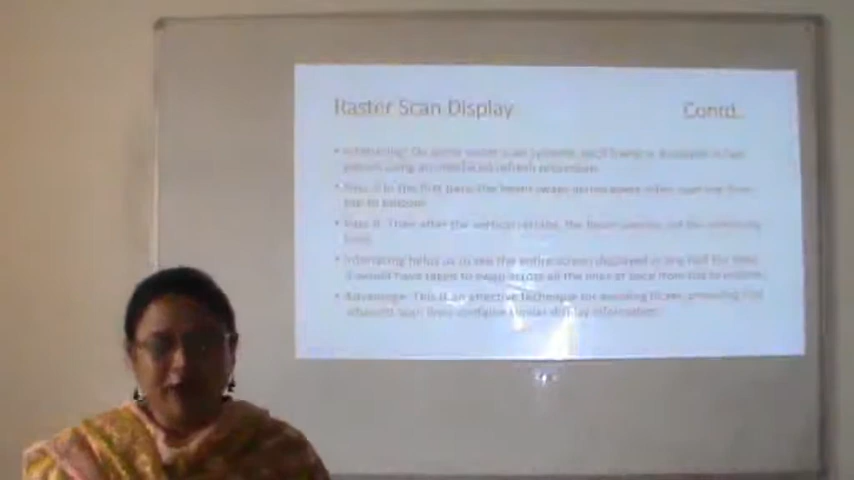 Raster Scan Display Contd..
• Interlacing: On some raster scan systems, each frame is displayed in two
passes using an interlaced refresh procedure.
• Pass I: In the first pass, the beam sweeps across every other scan line from
top to bottom.
• Pass II: Then after the vertical retrace, the beam sweeps out the remaining
lines.
• Interlacing helps us to see the entire screen displayed in half the time
it would have taken to sweep across all the lines at once from top to bottom.
• Advantage: This is an effective technique for avoiding flicker, providing that
adjacent scan lines contain similar display information.